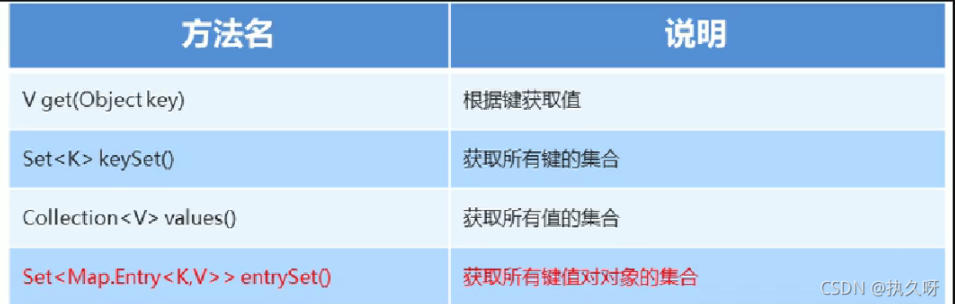 方法名 说明
V get(Object key) 根据键获取值
Set<K> keySet() 获取所有键的集合
Collection<V> values() 获取所有值的集合
Set<Map.Entry<K,V>> entrySet() 获取所有键值对对象的集合
CSDN @执久呀